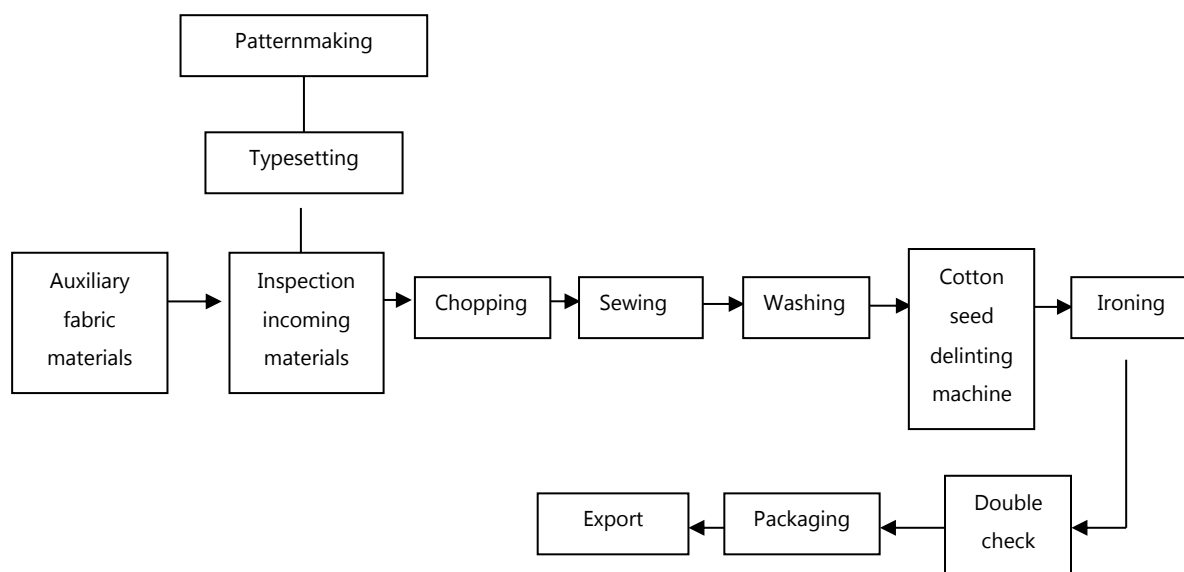 Patternmaking
Typesetting
Auxiliary
fabric
materials
Inspection
incoming
materials
Chopping
Sewing
Washing
Cotton
seed
delinting
machine
Ironing
Export
Packaging
Double
check